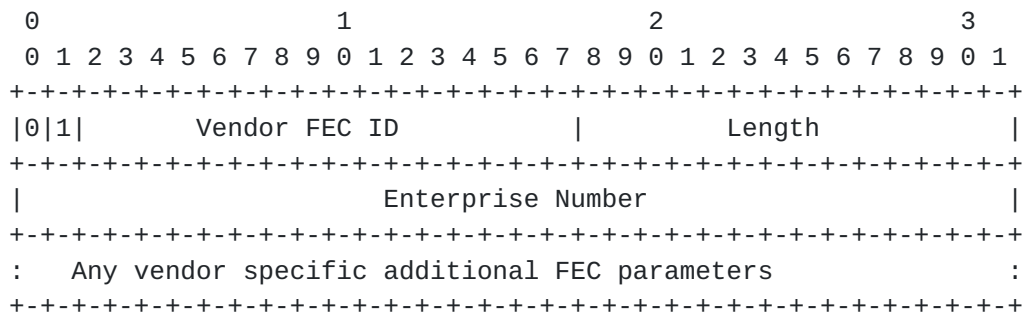 0                   1                   2                   3
 0 1 2 3 4 5 6 7 8 9 0 1 2 3 4 5 6 7 8 9 0 1 2 3 4 5 6 7 8 9 0 1
+-+-+-+-+-+-+-+-+-+-+-+-+-+-+-+-+-+-+-+-+-+-+-+-+-+-+-+-+-+-+-+-+
|0|1|       Vendor FEC ID           |         Length            |
+-+-+-+-+-+-+-+-+-+-+-+-+-+-+-+-+-+-+-+-+-+-+-+-+-+-+-+-+-+-+-+-+
|                       Enterprise Number                       |
+-+-+-+-+-+-+-+-+-+-+-+-+-+-+-+-+-+-+-+-+-+-+-+-+-+-+-+-+-+-+-+-+
:   Any vendor specific additional FEC parameters               :
+-+-+-+-+-+-+-+-+-+-+-+-+-+-+-+-+-+-+-+-+-+-+-+-+-+-+-+-+-+-+-+-+